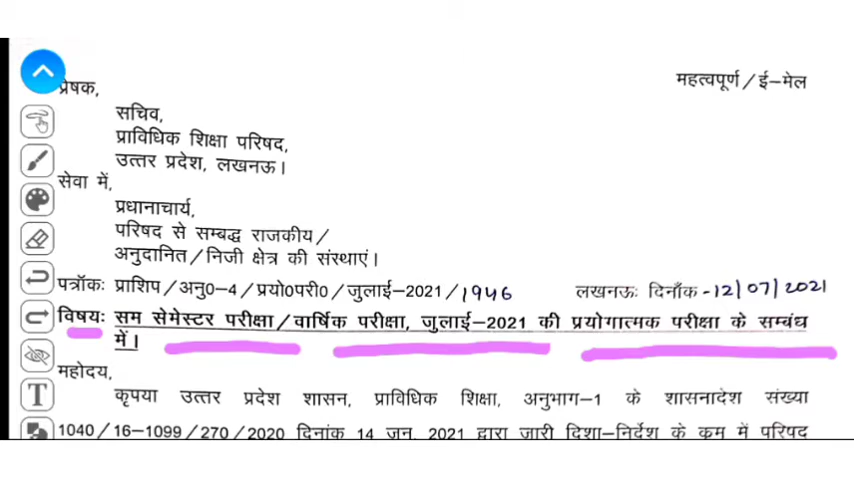 महत्वपूर्ण/ई-मेल
प्रेषक,
सचिव,
प्राविधिक शिक्षा परिषद,
उत्तर प्रदेश, लखनऊ।
सेवा में,
प्रधानाचार्य,
परिषद से सम्बद्ध राजकीय/
अनुदानित/निजी क्षेत्र की संस्थाएं।
पत्रॉंकः प्राशिप/अनु0-4/प्रयो0परी0/जुलाई-2021/1946 लखनऊः दिनॉंक-12/07/2021
विषयः सम सेमेस्टर परीक्षा/वार्षिक परीक्षा, जुलाई-2021 की प्रयोगात्मक परीक्षा के सम्बंध
में।
महोदय,
कृपया उत्तर प्रदेश शासन, प्राविधिक शिक्षा, अनुभाग-1 के शासनादेश संख्या
1040/16-1099/270/2020 दिनांक 14 जून, 2021 द्वारा जारी दिशा-निर्देश के क्रम में परिषद
T